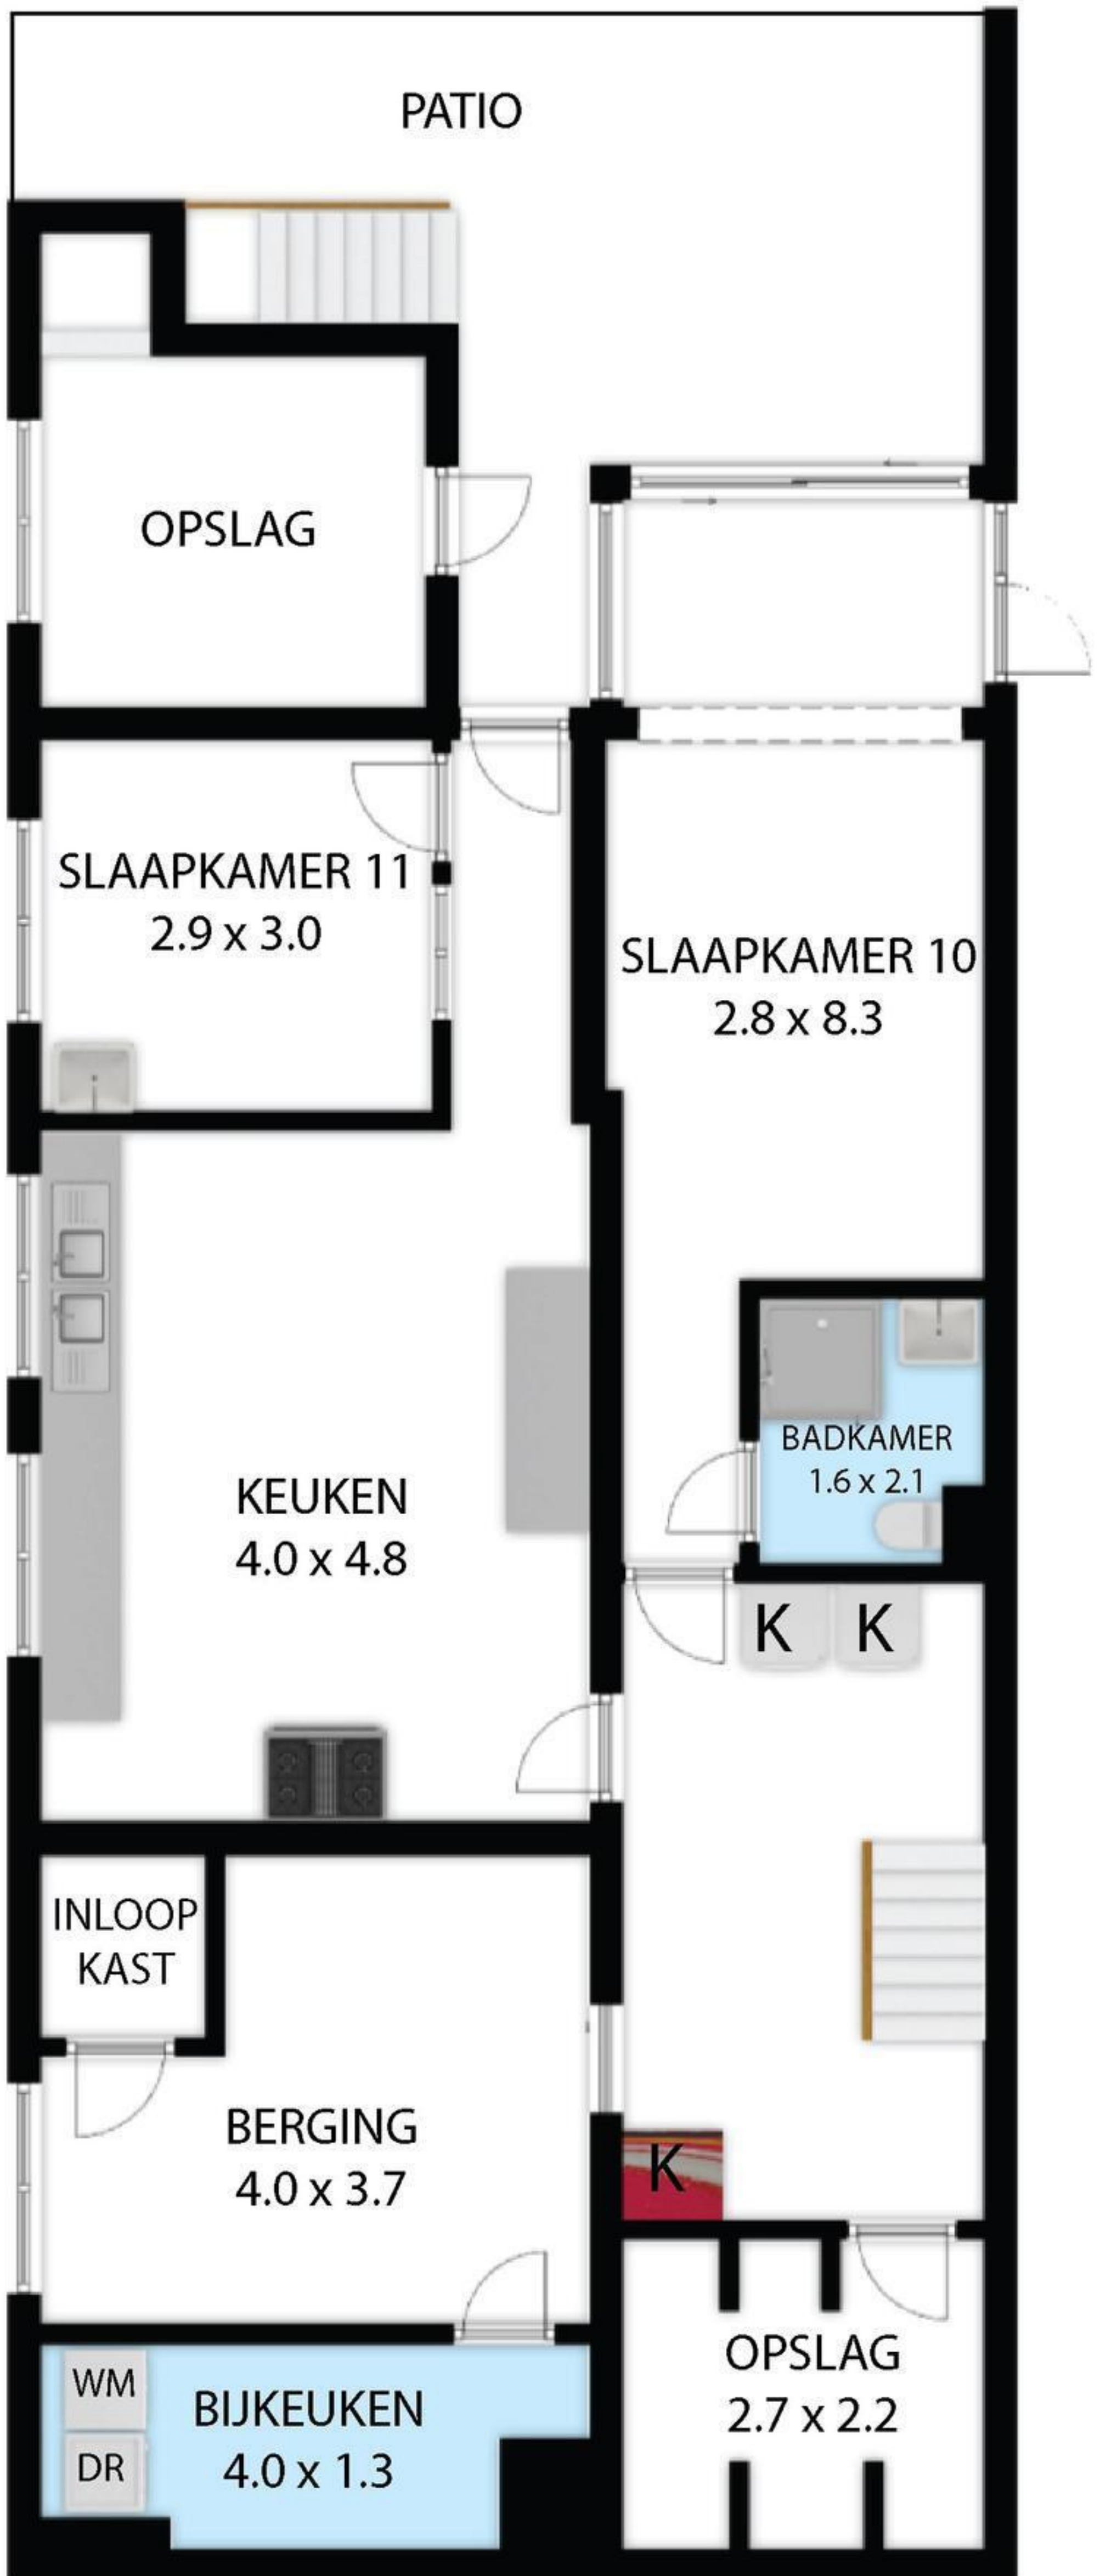 PATIO
OPSLAG
SLAAPKAMER 11
2.9 x 3.0
SLAAPKAMER 10
2.8 x 8.3
BADKAMER
1.6 x 2.1
KEUKEN
4.0 x 4.8
K
K
INLOOP
KAST
BERGING
4.0 x 3.7
K
OPSLAG
2.7 x 2.2
WM
DR
BIJKEUKEN
4.0 x 1.3